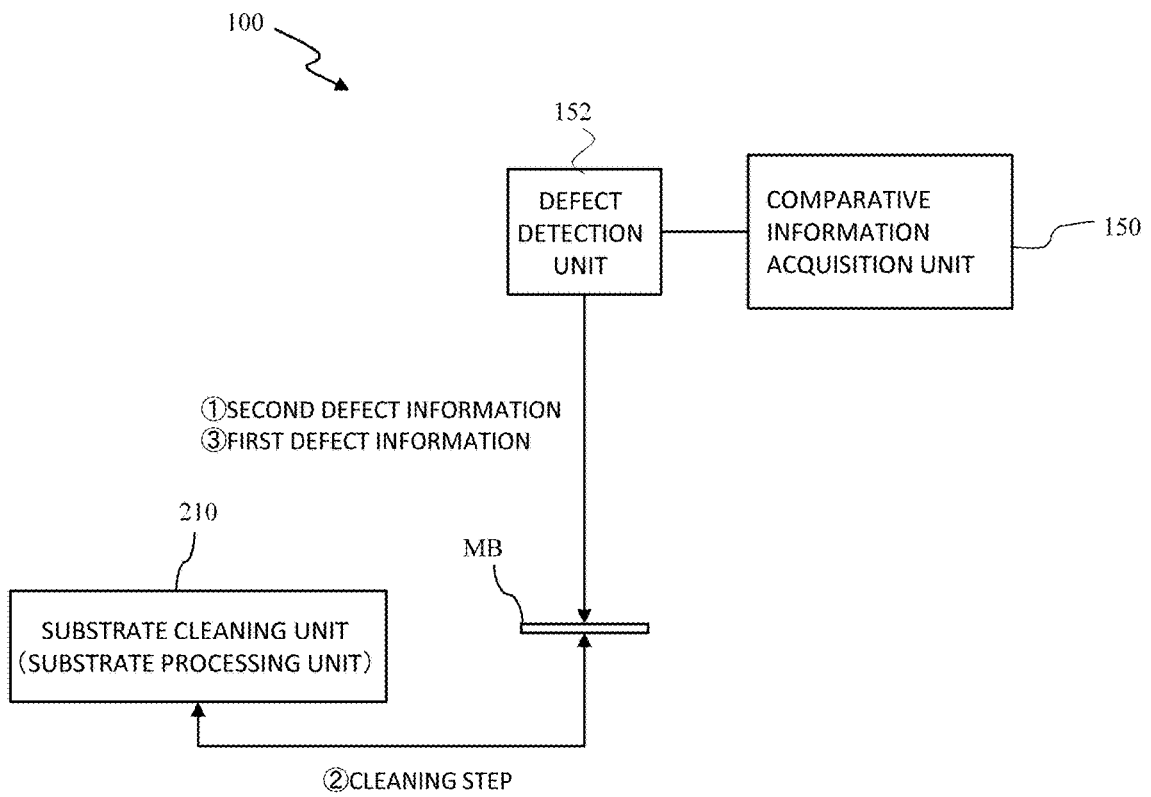 100
152
DEFECT
DETECTION
UNIT
COMPARATIVE
INFORMATION
ACQUISITION UNIT
150
①SECOND DEFECT INFORMATION
③FIRST DEFECT INFORMATION
210
MB
SUBSTRATE CLEANING UNIT
(SUBSTRATE PROCESSING UNIT)
②CLEANING STEP